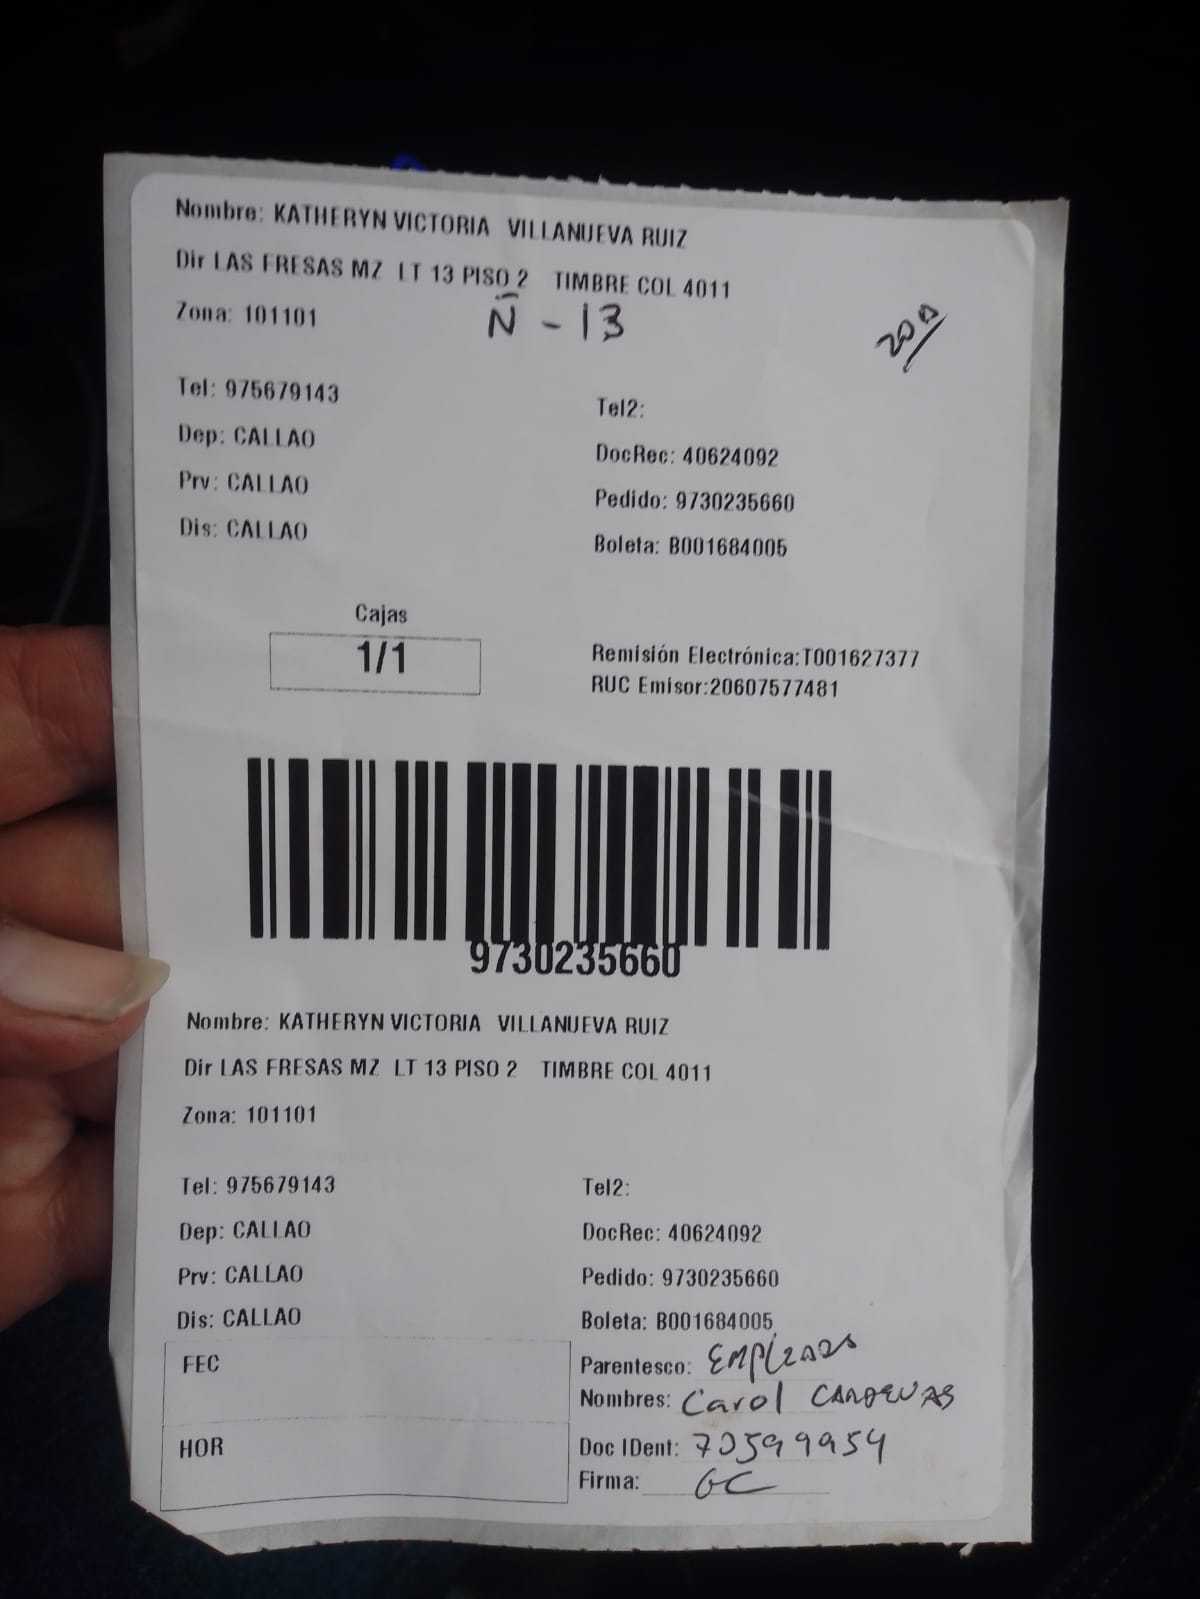 Nombre: KATHERYN VICTORIA VILLANUEVA RUIZ
Dir LAS FRESAS MZ LT 13 PISO 2 TIMBRE COL 4011
Zona: 101101
Ñ - 13
200
Tel: 975679143
Tel2:
Dep: CALLAO
DocRec: 40624092
Prv: CALLAO
Pedido: 9730235660
Dis: CALLAO
Boleta: B001684005
Cajas
1/1
Remisión Electrónica:T001627377
RUC Emisor:20607577481
9730235660
Nombre: KATHERYN VICTORIA VILLANUEVA RUIZ
Dir LAS FRESAS MZ LT 13 PISO 2 TIMBRE COL 4011
Zona: 101101
Tel: 975679143
Tel2:
Dep: CALLAO
DocRec: 40624092
Prv: CALLAO
Pedido: 9730235660
Dis: CALLAO
Boleta: B001684005
FEC
Parentesco: EMPLEADA
Nombres: Carol CARDENAS
HOR
Doc IDent: 70599954
Firma: GC